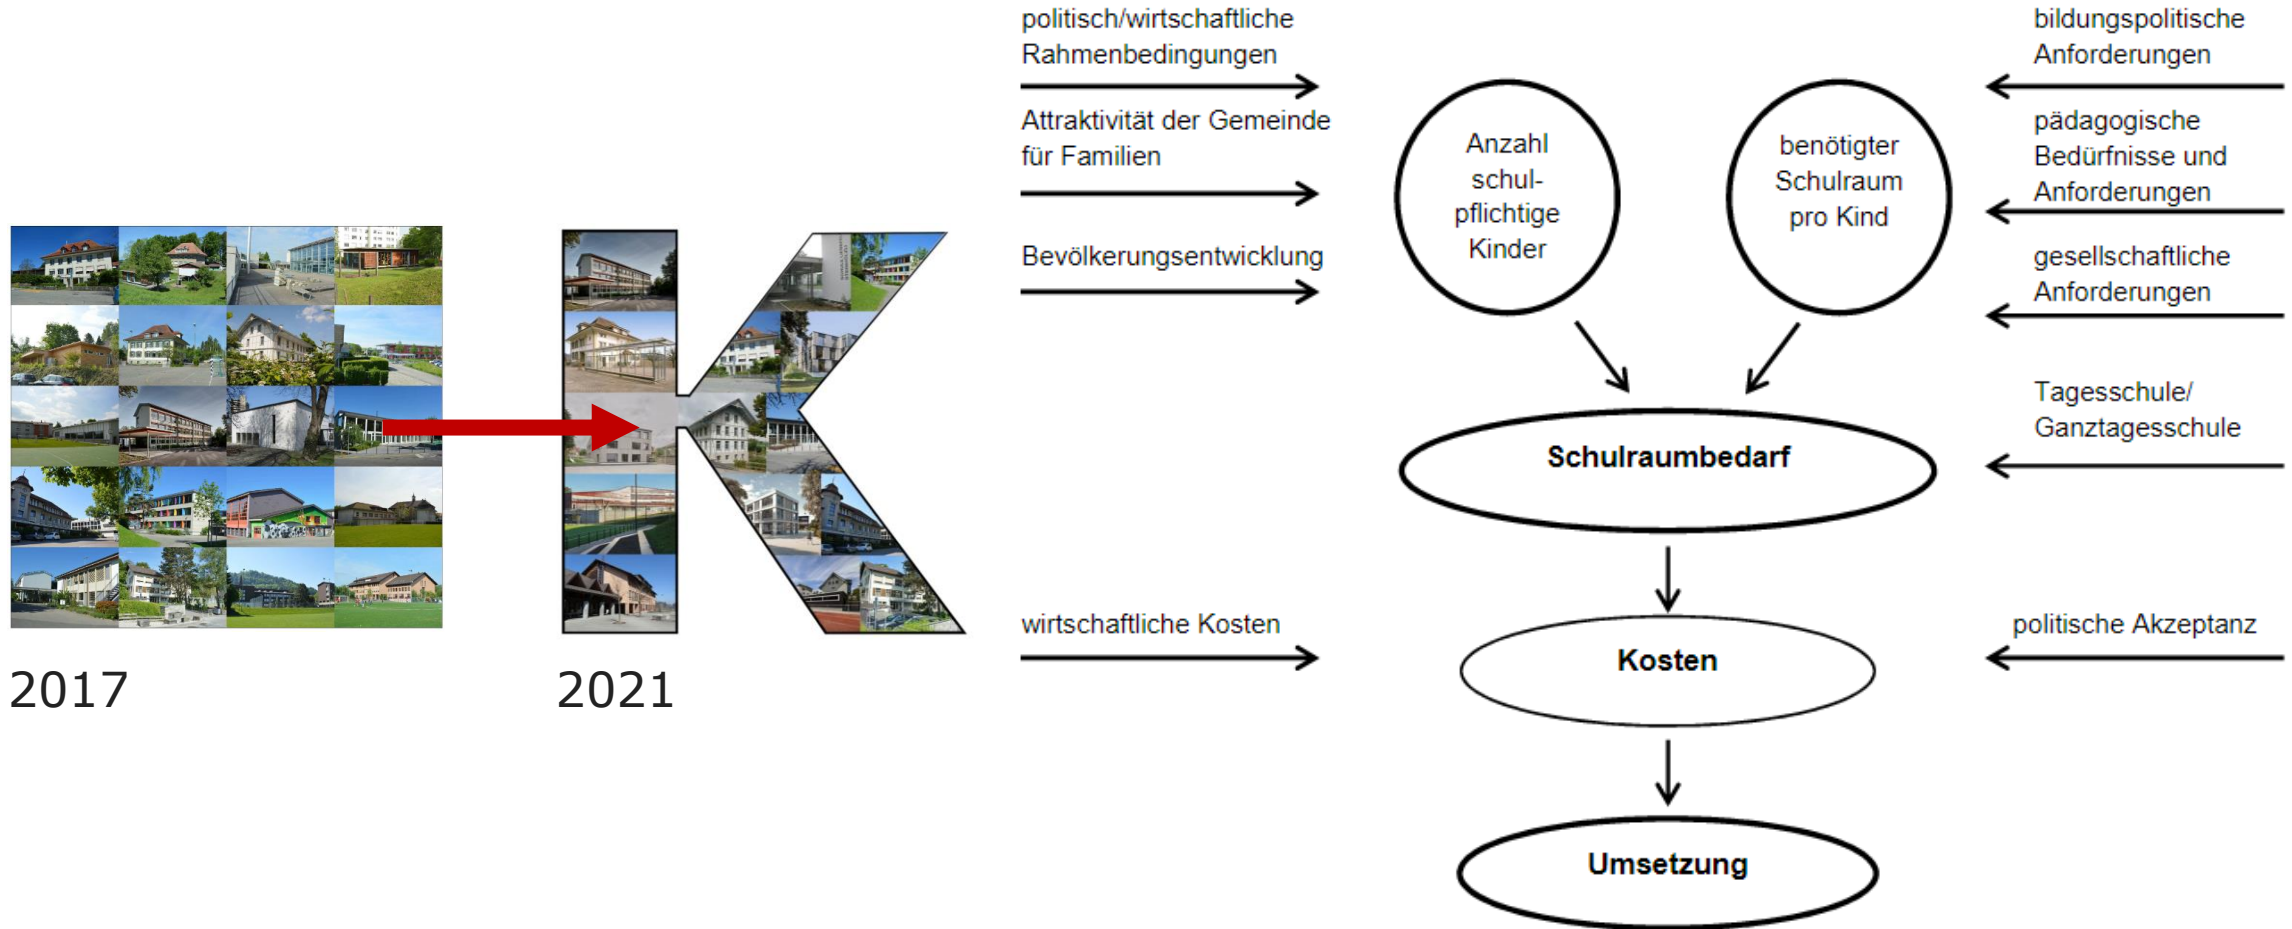 politisch/wirtschaftliche
Rahmenbedingungen
Attraktivität der Gemeinde
für Familien
Bevölkerungsentwicklung
Anzahl
schul-
pflichtige
Kinder
benötigter
Schulraum
pro Kind
bildungspolitische
Anforderungen
pädagogische
Bedürfnisse und
Anforderungen
gesellschaftliche
Anforderungen
Tagesschule/
Ganztagesschule
Schulraumbedarf
wirtschaftliche Kosten
Kosten
politische Akzeptanz
Umsetzung
2017
2021